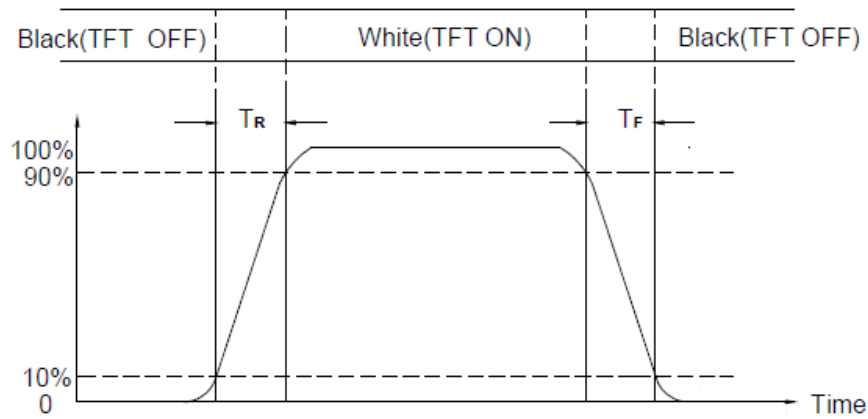 Black(TFT OFF) White(TFT ON) Black(TFT OFF)
TR TF
100%
90%
10%
0 Time